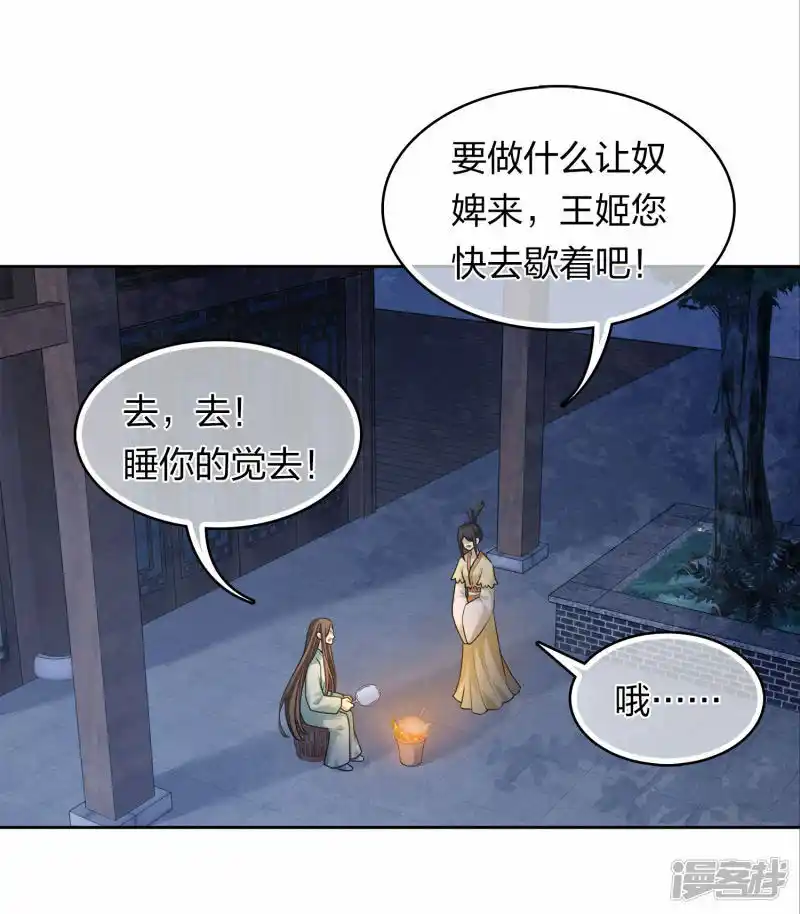 要做什么让奴
婢来，王姬您
快去歇着吧！
去，去！
睡你的觉去！
哦……
漫客栈